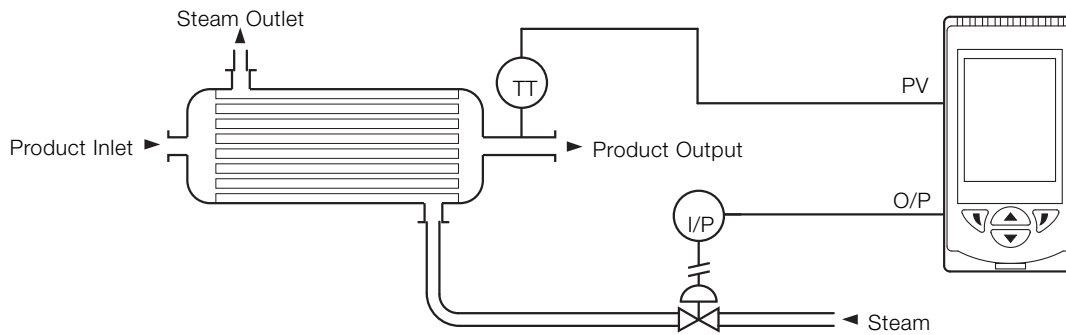 Steam Outlet
TT
PV
Product Inlet
Product Output
O/P
I/P
Steam